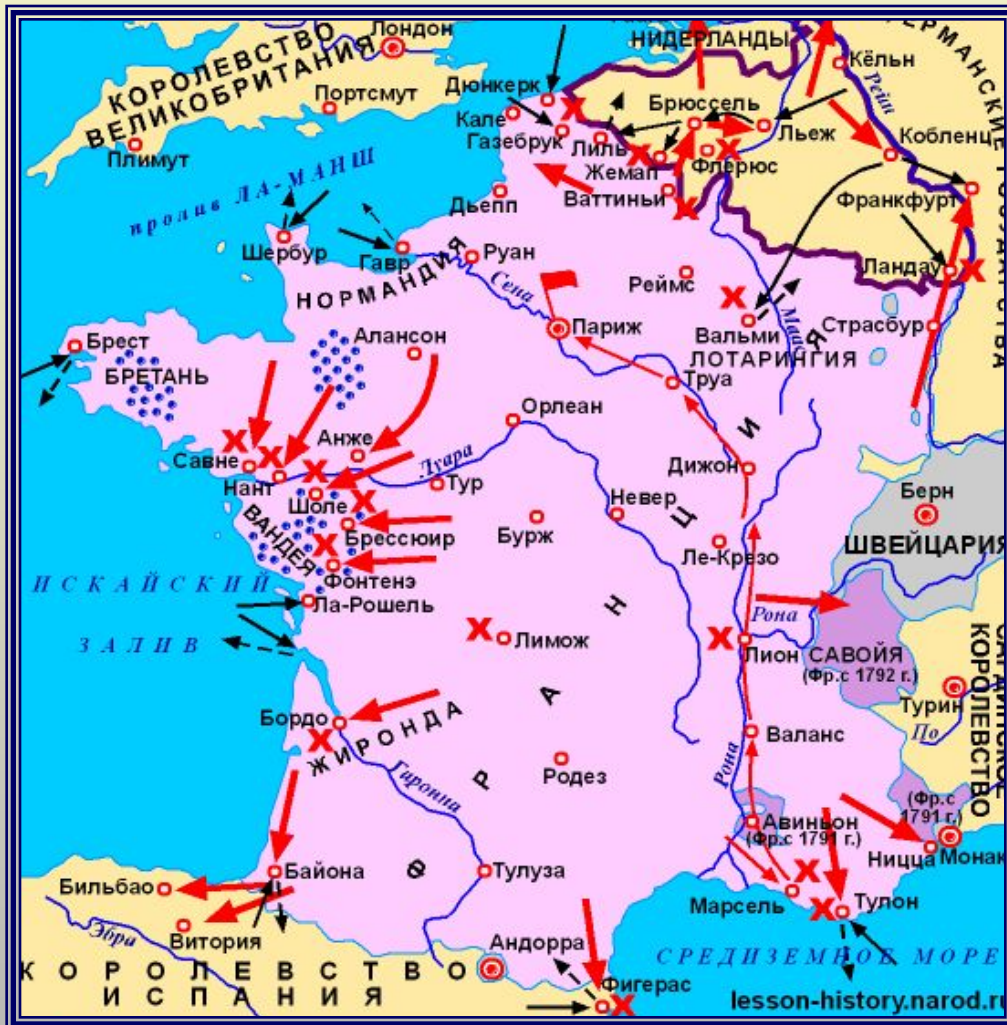 Лондон
КОРОЛЕВСТВО
ВЕЛИКОБРИТАНИЯ
Портсмут
Плимут
НИДЕРЛАНДЫ
Кёльн
Рейн
Дюнкерк
Кале
Газебрук
Лиль
Брюссель
Льеж
Кобленц
Жемап
Флерюс
Ваттиньи
Франкфурт
пролив ЛА-МАНШ
Дьепп
Шербур
Гавр
Руан
НОРМАНДИЯ
Сена
Реймс
Ландау
Париж
Вальми
Маас
Страсбур
ЛОТАРИНГИЯ
Брест
БРЕТАНЬ
Алансон
Труа
Орлеан
Анже
Луара
Савне
Нант
Тур
Дижон
Шоле
Невер
Берн
ВАНДЕЯ
Брессюир
Бурж
Ле-Крезо
ШВЕЙЦАРИЯ
Фонтенэ
ИСКАЙСКИЙ
ЗАЛИВ
Ла-Рошель
Рона
Лимож
Лион
САВОЙЯ
(Фр.с 1792 г.)
КОРОЛЕВСТВО
Турин
По
Бордо
ЖИРОНДА
Гаронна
Валанс
Рона
Родез
ФРАНЦИЯ
Авиньон
(Фр.с 1791 г.)
(Фр.с
1791 г.)
Ницца
Монак
Байона
Тулуза
Марсель
Тулон
Бильбао
Витория
Эбра
Андорра
СРЕДИЗЕМНОЕ МОРЕ
КОРОЛЕВСТВО
ИСПАНИЯ
Фигерас
lesson-history.narod.ru